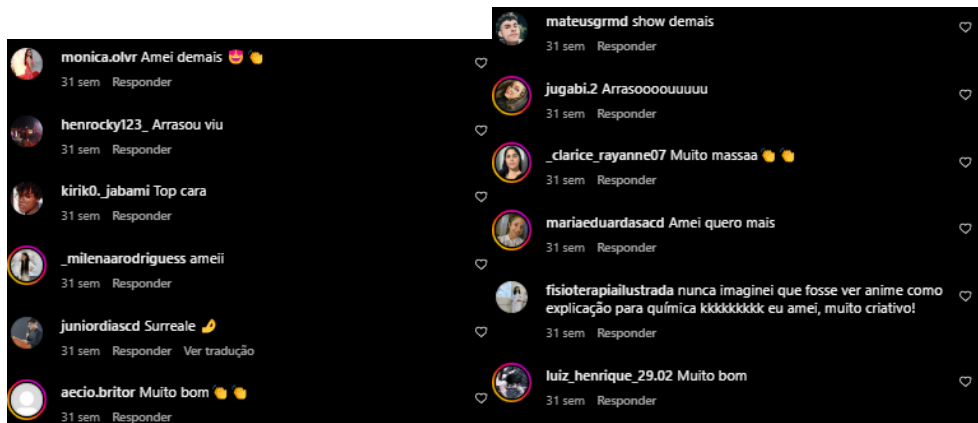 monica.olvr Amei demais 🤩 👏
31 sem Responder
henrocky123_ Arrasou viu
31 sem Responder
kirik0._jabami Top cara
31 sem Responder
_milenaarodriguess ameii
31 sem Responder
juniordiascd Surreale 🤌
31 sem Responder Ver tradução
aecio.britor Muito bom 👏 👏
31 sem Responder
mateusgrmd show demais
31 sem Responder
jugabi.2 Arrasoooouuuuu
31 sem Responder
_clarice_rayanne07 Muito massaa 👏 👏
31 sem Responder
mariaeduardasacd Amei quero mais
31 sem Responder
fisioterapiailustrada nunca imaginei que fosse ver anime como
explicação para química kkkkkkkkk eu amei, muito criativo!
31 sem Responder
luiz_henrique_29.02 Muito bom
31 sem Responder